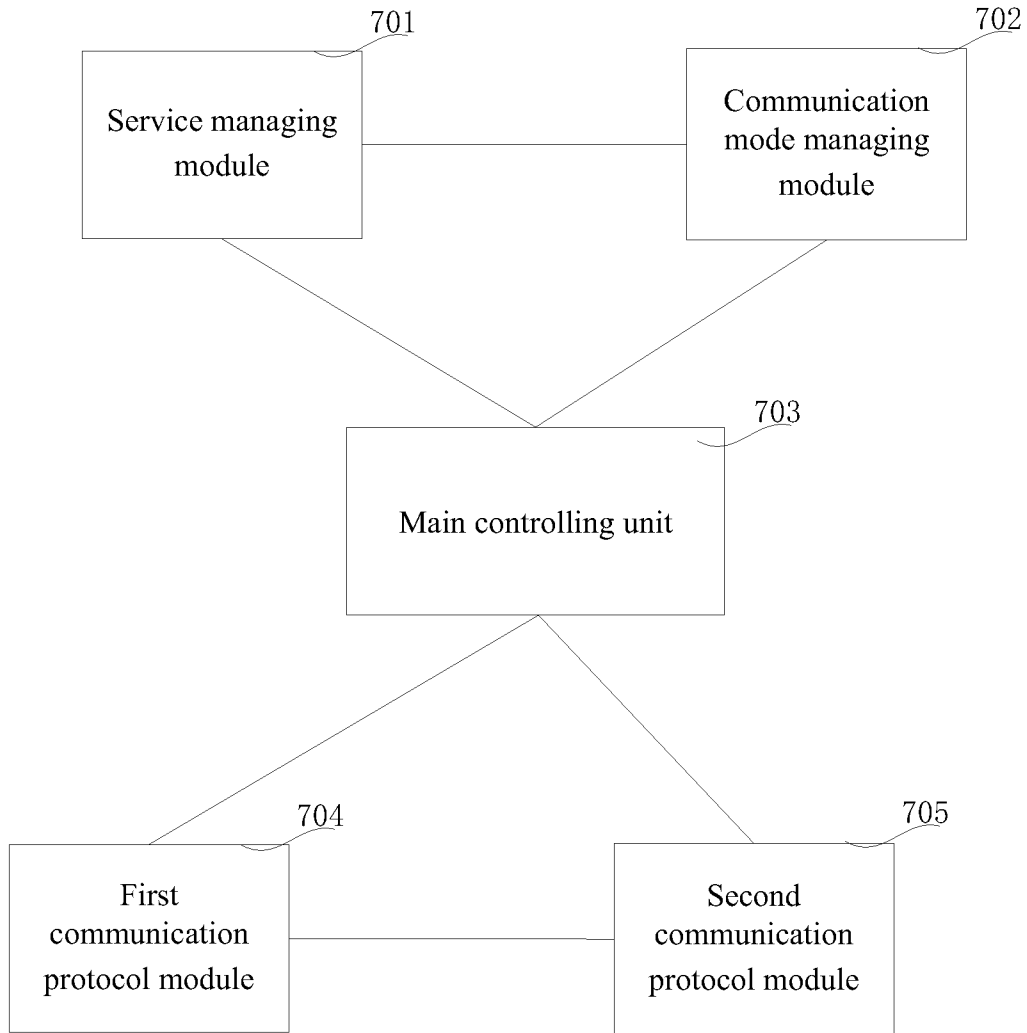 701
702
Service managing
module
Communication
mode managing
module
703
Main controlling unit
704
705
First
communication
protocol module
Second
communication
protocol module